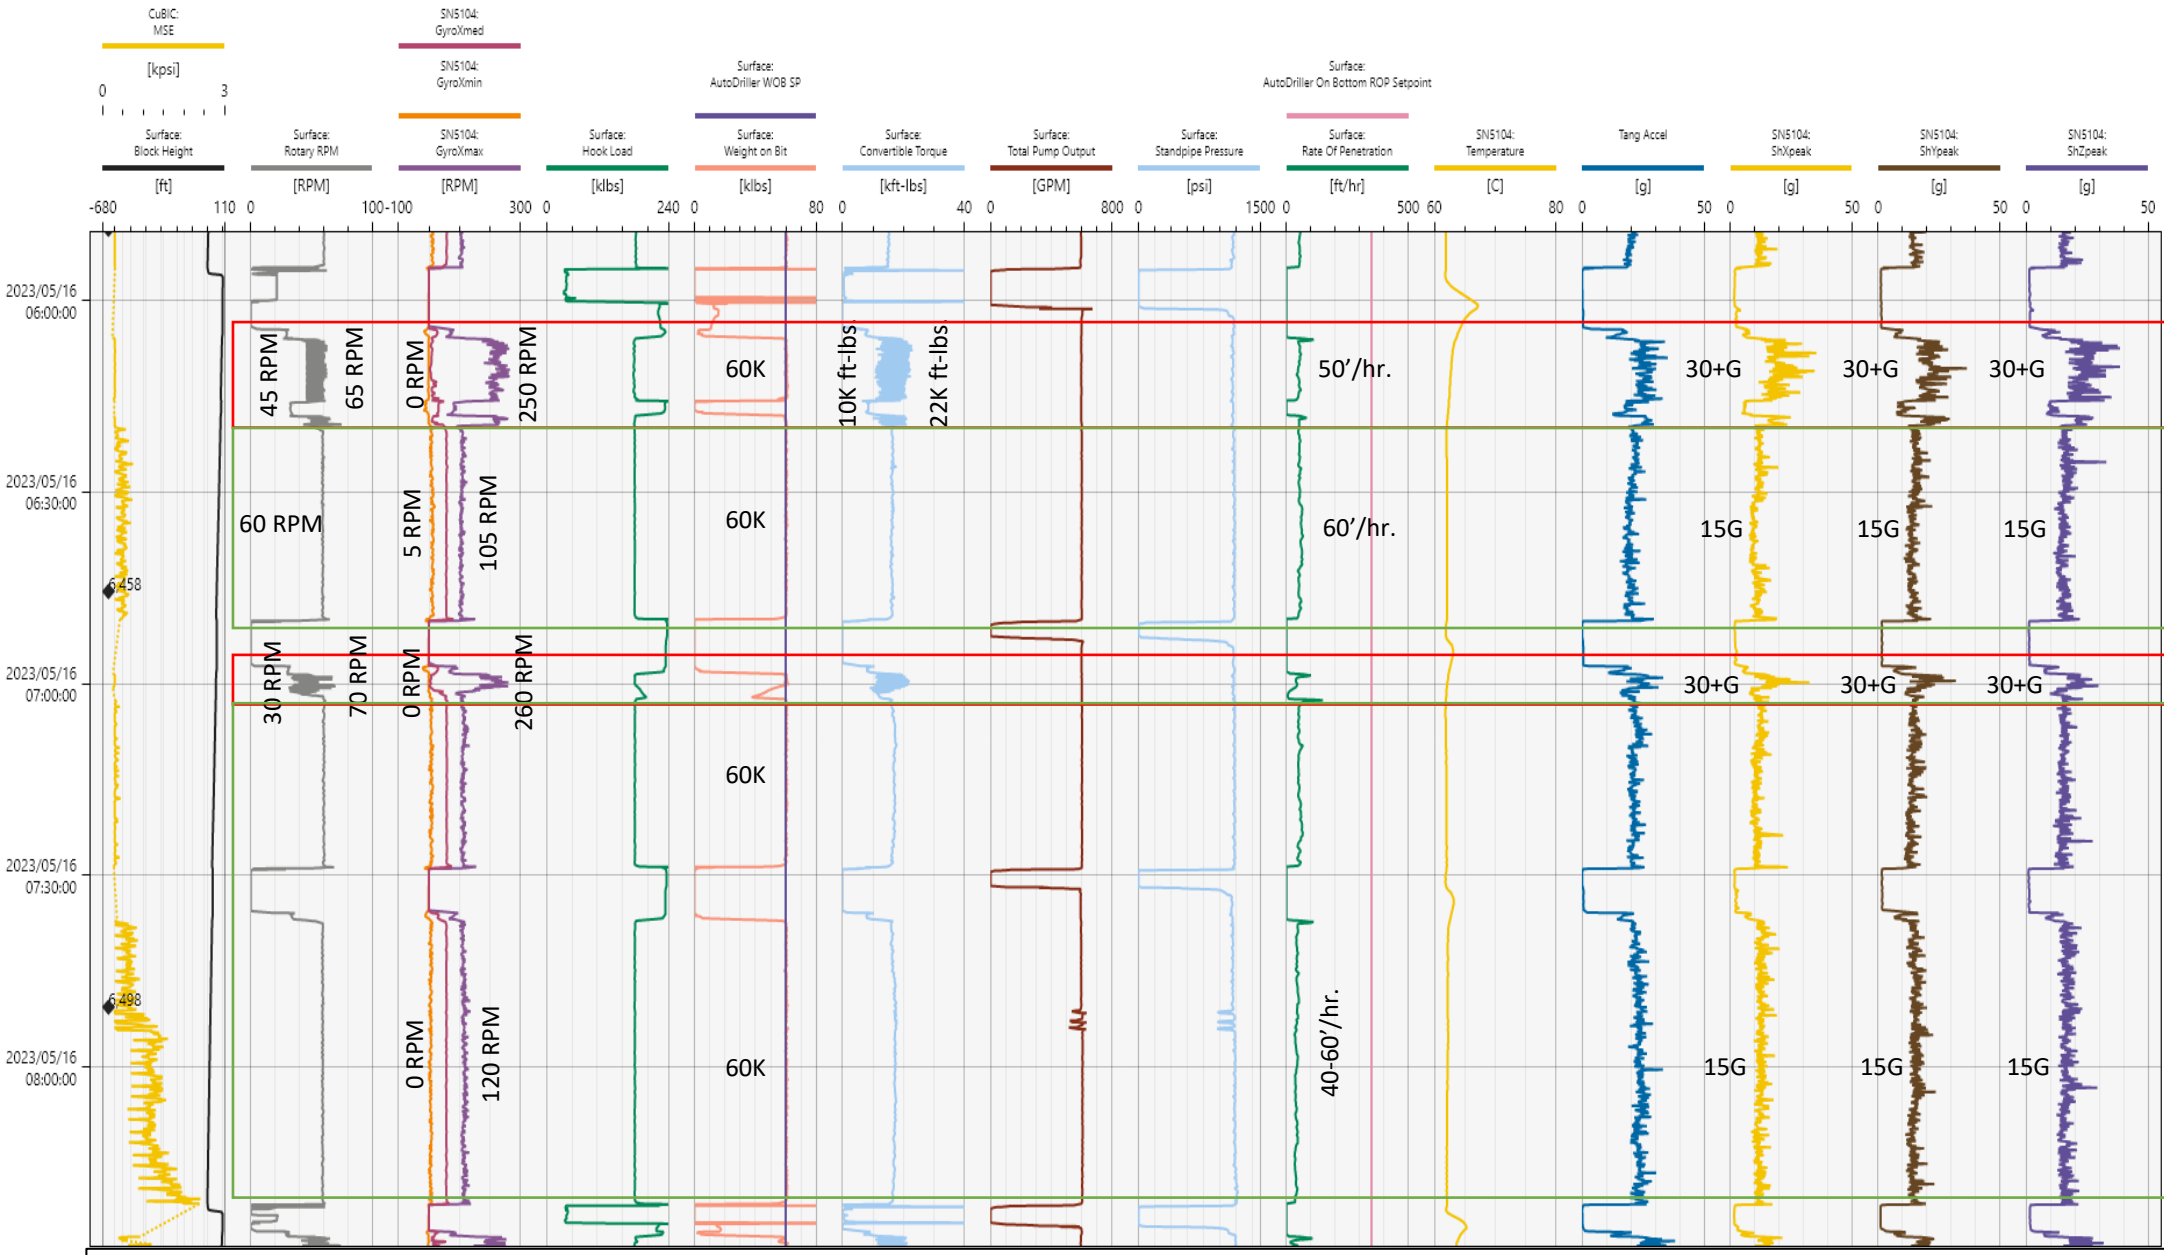 CuBIC:
MSE
[kpsi]
0 3
Surface:
Block Height
[ft]
-680 110
Surface:
Rotary RPM
[RPM]
0 100
SN5104:
GyroXmed
SN5104:
GyroXmin
SN5104:
GyroXmax
[RPM]
-100 300
Surface:
Hook Load
[klbs]
0 240
Surface:
AutoDriller WOB SP
Surface:
Weight on Bit
[klbs]
0 80
Surface:
Convertible Torque
[kft-lbs]
0 40
Surface:
Total Pump Output
[GPM]
0 800
Surface:
Standpipe Pressure
[psi]
0 1500
Surface:
AutoDriller On Bottom ROP Setpoint
Surface:
Rate Of Penetration
[ft/hr]
0 500
SN5104:
Temperature
[C]
60 80
Tang Accel
[g]
0 50
SN5104:
ShXpeak
[g]
0 50
SN5104:
ShYpeak
[g]
0 50
SN5104:
ShZpeak
[g]
0 50
2023/05/16
06:00:00
45 RPM
65 RPM
0 RPM
250 RPM
60K
10K ft-lbs.
22K ft-lbs.
50’/hr.
30+G
30+G
30+G
2023/05/16
06:30:00
60 RPM
5 RPM
105 RPM
60K
60’/hr.
15G
15G
15G
6,458
2023/05/16
07:00:00
30 RPM
70 RPM
0 RPM
260 RPM
30+G
30+G
30+G
60K
2023/05/16
07:30:00
6,498
2023/05/16
08:00:00
0 RPM
120 RPM
60K
40-60’/hr.
15G
15G
15G